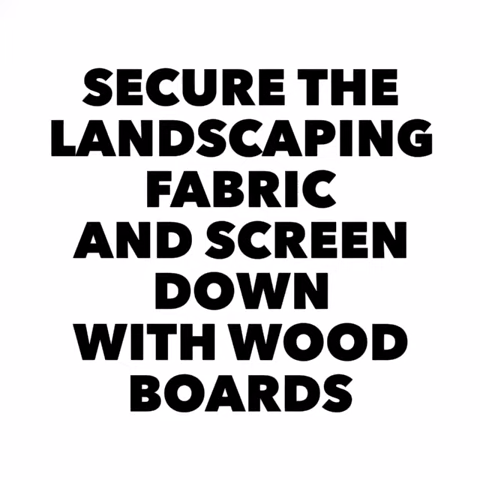 SECURE THE
LANDSCAPING
FABRIC
AND SCREEN
DOWN
WITH WOOD
BOARDS